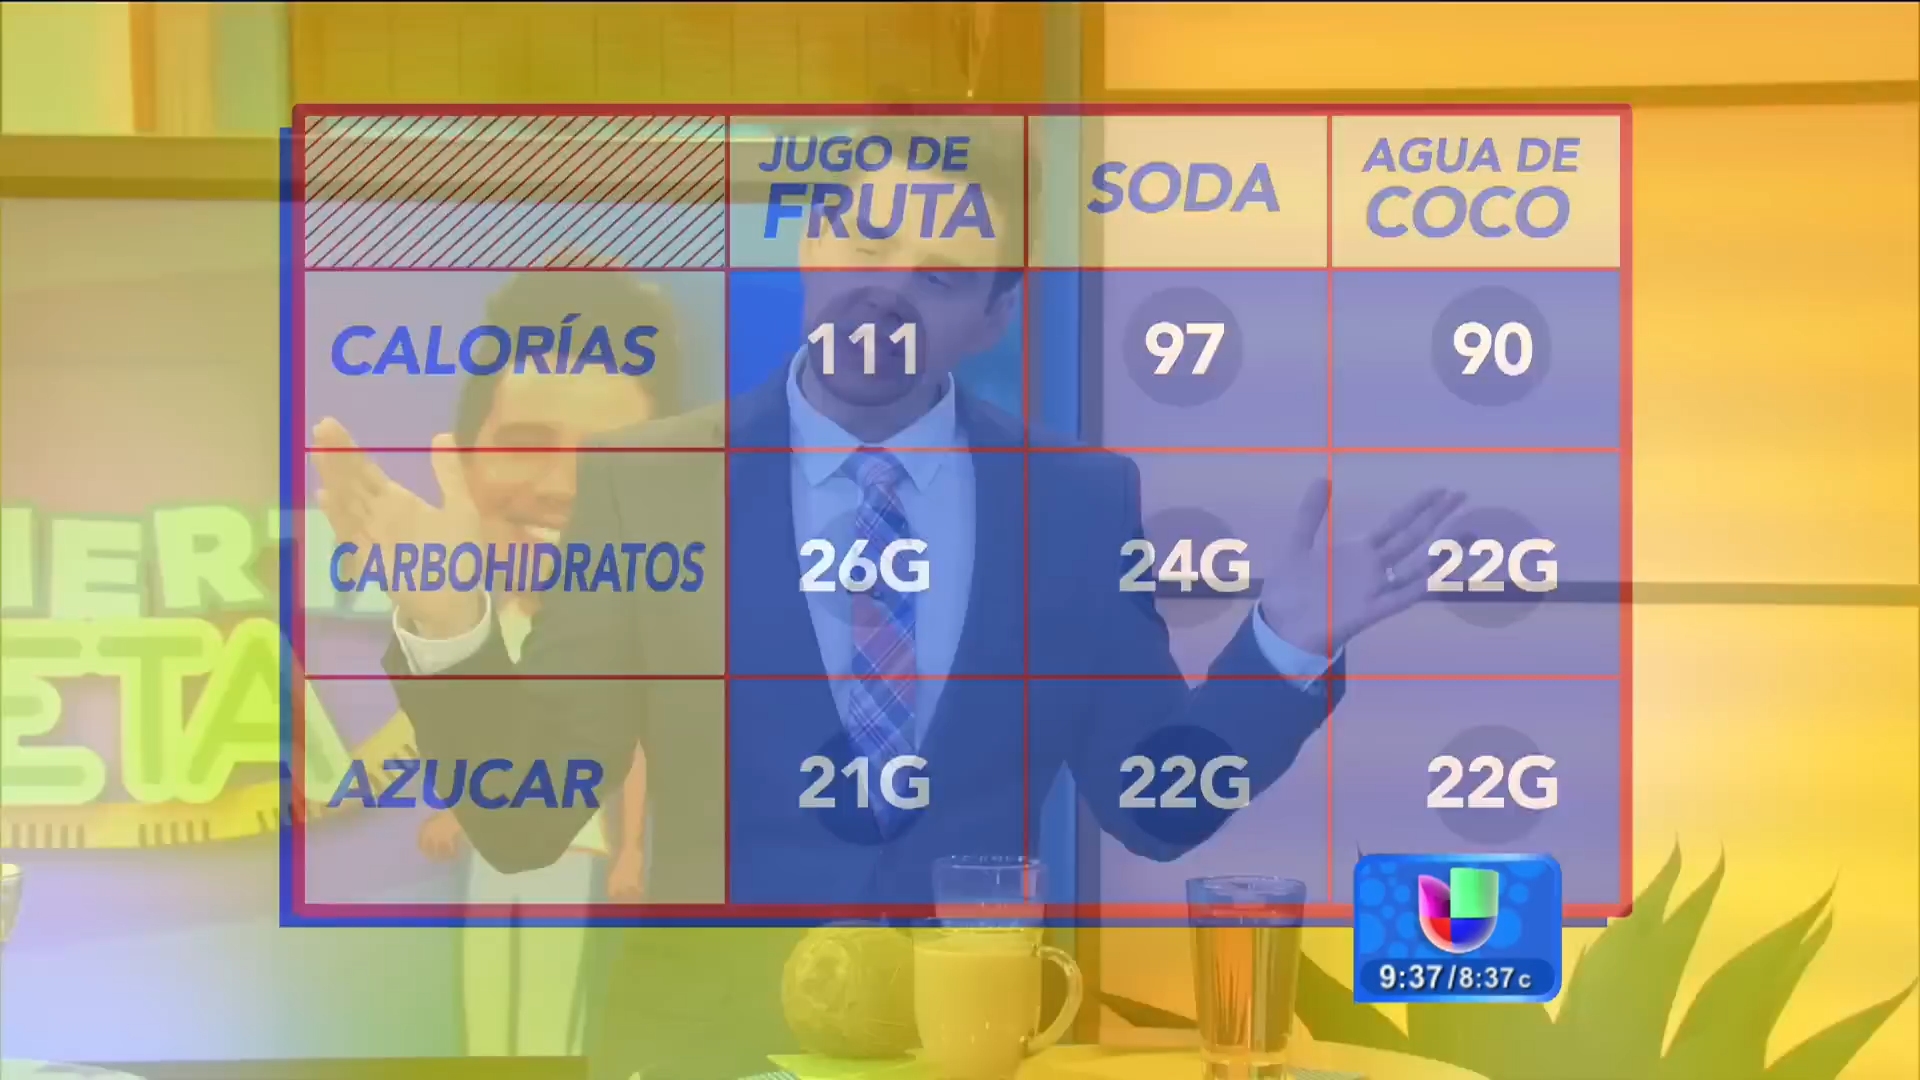 JUGO DE
FRUTA
SODA
AGUA DE
COCO
CALORÍAS
111
97
90
CARBOHIDRATOS
26G
24G
22G
AZUCAR
21G
22G
22G
9:37/8:37c